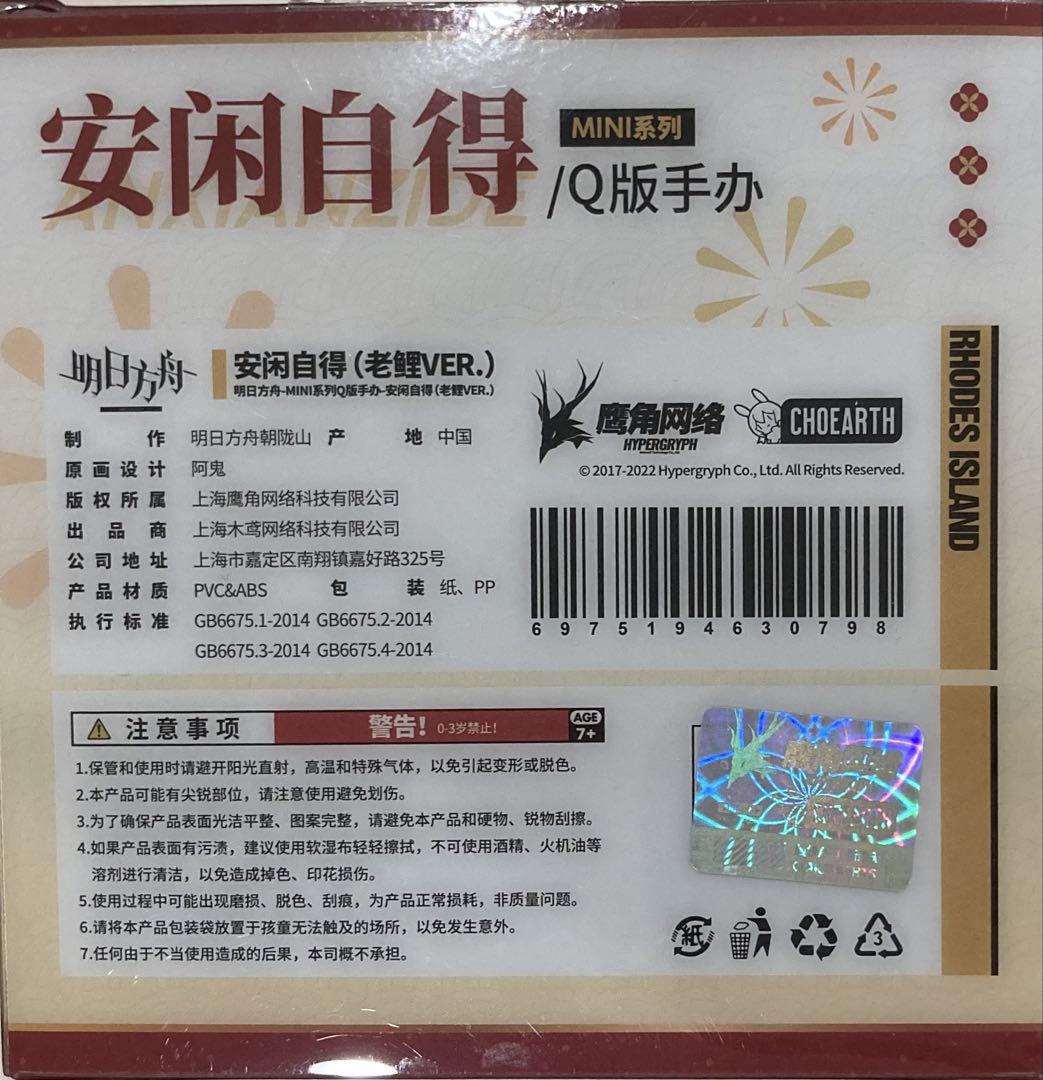 安闲自得
ANXIANZIDE
MINI系列
/Q版手办
明日方舟
安闲自得(老鲤VER.)
明日方舟-MINI系列Q版手办-安闲自得(老鲤VER.)
制作 明日方舟朝陇山 产地 中国
原画设计 阿鬼
版权所属 上海鹰角网络科技有限公司
出品商 上海木鸢网络科技有限公司
公司地址 上海市嘉定区南翔镇嘉好路325号
产品材质 PVC&ABS 包装 纸、PP
执行标准 GB6675.1-2014 GB6675.2-2014
GB6675.3-2014 GB6675.4-2014
鹰角网络
HYPERGRYPH
CHOEARTH
© 2017-2022 Hypergryph Co., Ltd. All Rights Reserved.
6975194630798
RHODES ISLAND
注意事项 警告! 0-3岁禁止! AGE 7+
1.保管和使用时请避开阳光直射，高温和特殊气体，以免引起变形或脱色。
2.本产品可能有尖锐部位，请注意使用避免划伤。
3.为了确保产品表面光洁平整、图案完整，请避免本产品和硬物、锐物刮擦。
4.如果产品表面有污渍，建议使用软湿布轻轻擦拭，不可使用酒精、火机油等
溶剂进行清洁，以免造成掉色、印花损伤。
5.使用过程中可能出现磨损、脱色、刮痕，为产品正常损耗，非质量问题。
6.请将本产品包装袋放置于孩童无法触及的场所，以免发生意外。
7.任何由于不当使用造成的后果，本司概不承担。
紙
3